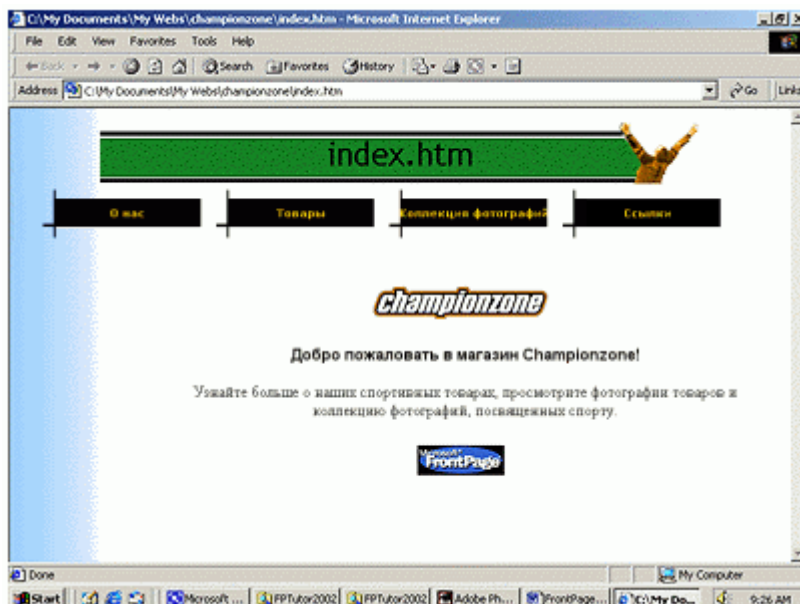 C:\My Documents\My Webs\championzone\index.htm - Microsoft Internet Explorer
File Edit View Favorites Tools Help
Back Search Favorites History
Address C:\My Documents\My Webs\championzone\index.htm Go Links
index.htm
О нас Товары Коллекция фотографий Ссылки
championzone
Добро пожаловать в магазин Championzone!
Узнайте больше о наших спортивных товарах, просмотрите фотографии товаров и
коллекцию фотографий, посвященных спорту.
Microsoft
FrontPage
Done My Computer
Start Microsoft ... FPTutor2002 FPTutor2002 Adobe Ph... FrontPage... C:\My Do... 9:26 AM